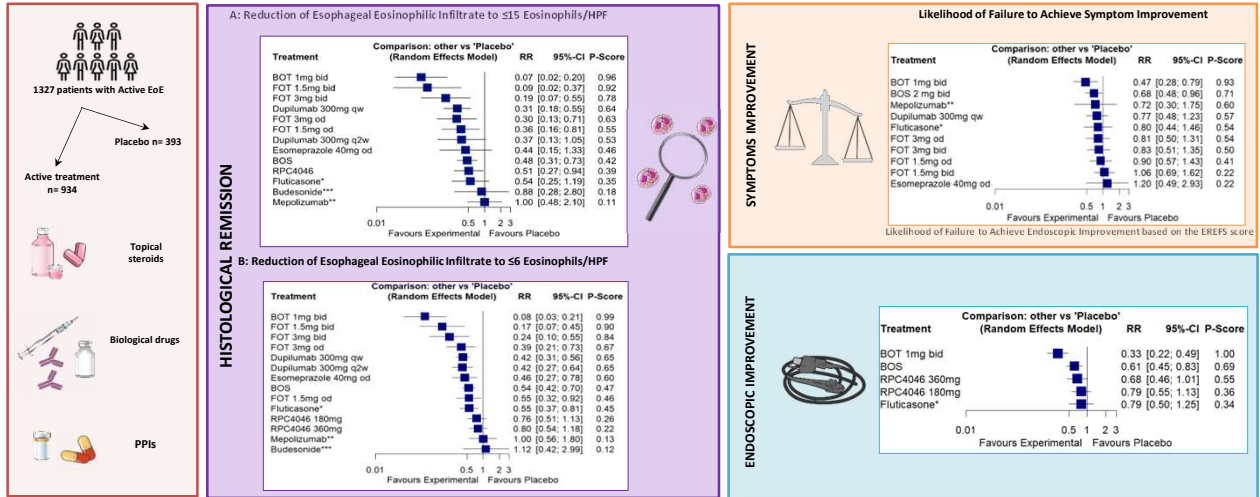 1327 patients with Active EoE
Placebo n= 393
Active treatment
n= 934
Topical
steroids
Biological drugs
PPIs
HISTOLOGICAL REMISSION
A: Reduction of Esophageal Eosinophilic Infiltrate to ≤15 Eosinophils/HPF
Comparison: other vs 'Placebo'
Treatment (Random Effects Model) RR 95%-CI P-Score
BOT 1mg bid 0.07 [0.02; 0.20] 0.96
FOT 1.5mg bid 0.09 [0.02; 0.37] 0.92
FOT 3mg bid 0.19 [0.07; 0.55] 0.78
Dupilumab 300mg qw 0.31 [0.18; 0.55] 0.64
FOT 3mg od 0.30 [0.13; 0.71] 0.63
FOT 1.5mg od 0.36 [0.16; 0.81] 0.55
Dupilumab 300mg q2w 0.37 [0.13; 1.05] 0.53
Esomeprazole 40mg od 0.44 [0.15; 1.33] 0.46
BOS 0.48 [0.31; 0.73] 0.42
RPC4046 0.51 [0.27; 0.94] 0.39
Fluticasone* 0.54 [0.25; 1.19] 0.35
Budesonide*** 0.88 [0.28; 2.80] 0.18
Mepolizumab** 1.00 [0.48; 2.10] 0.11
0.01 0.5 1 2 3
Favours Experimental Favours Placebo
B: Reduction of Esophageal Eosinophilic Infiltrate to ≤6 Eosinophils/HPF
Comparison: other vs 'Placebo'
Treatment (Random Effects Model) RR 95%-CI P-Score
BOT 1mg bid 0.08 [0.03; 0.21] 0.99
FOT 1.5mg bid 0.17 [0.07; 0.45] 0.90
FOT 3mg bid 0.24 [0.10; 0.55] 0.84
FOT 3mg od 0.39 [0.21; 0.73] 0.67
Dupilumab 300mg qw 0.42 [0.31; 0.56] 0.65
Dupilumab 300mg q2w 0.42 [0.27; 0.64] 0.65
Esomeprazole 40mg od 0.46 [0.27; 0.78] 0.60
BOS 0.54 [0.42; 0.70] 0.47
FOT 1.5mg od 0.55 [0.32; 0.92] 0.46
Fluticasone* 0.55 [0.37; 0.81] 0.45
RPC4046 180mg 0.76 [0.51; 1.13] 0.26
RPC4046 360mg 0.80 [0.54; 1.18] 0.22
Mepolizumab** 1.00 [0.56; 1.80] 0.13
Budesonide*** 1.12 [0.42; 2.99] 0.12
0.01 0.5 1 2 3
Favours Experimental Favours Placebo
SYMPTOMS IMPROVEMENT
Likelihood of Failure to Achieve Symptom Improvement
Comparison: other vs 'Placebo'
Treatment (Random Effects Model) RR 95%-CI P-Score
BOT 1mg bid 0.47 [0.28; 0.79] 0.93
BOS 2 mg bid 0.68 [0.48; 0.96] 0.71
Mepolizumab** 0.72 [0.30; 1.75] 0.60
Dupilumab 300mg qw 0.77 [0.48; 1.23] 0.57
Fluticasone* 0.80 [0.44; 1.46] 0.54
FOT 3mg od 0.81 [0.50; 1.31] 0.54
FOT 3mg bid 0.83 [0.51; 1.35] 0.50
FOT 1.5mg od 0.90 [0.57; 1.43] 0.41
FOT 1.5mg bid 1.06 [0.69; 1.62] 0.22
Esomeprazole 40mg od 1.20 [0.49; 2.93] 0.22
0.01 0.5 1 2 3
Favours Experimental Favours Placebo
Likelihood of Failure to Achieve Endoscopic Improvement based on the EREFS score
ENDOSCOPIC IMPROVEMENT
Comparison: other vs 'Placebo'
Treatment (Random Effects Model) RR 95%-CI P-Score
BOT 1mg bid 0.33 [0.22; 0.49] 1.00
BOS 0.61 [0.45; 0.83] 0.69
RPC4046 360mg 0.68 [0.46; 1.01] 0.55
RPC4046 180mg 0.79 [0.55; 1.13] 0.36
Fluticasone* 0.79 [0.50; 1.25] 0.34
0.01 0.5 1 2 3
Favours Experimental Favours Placebo